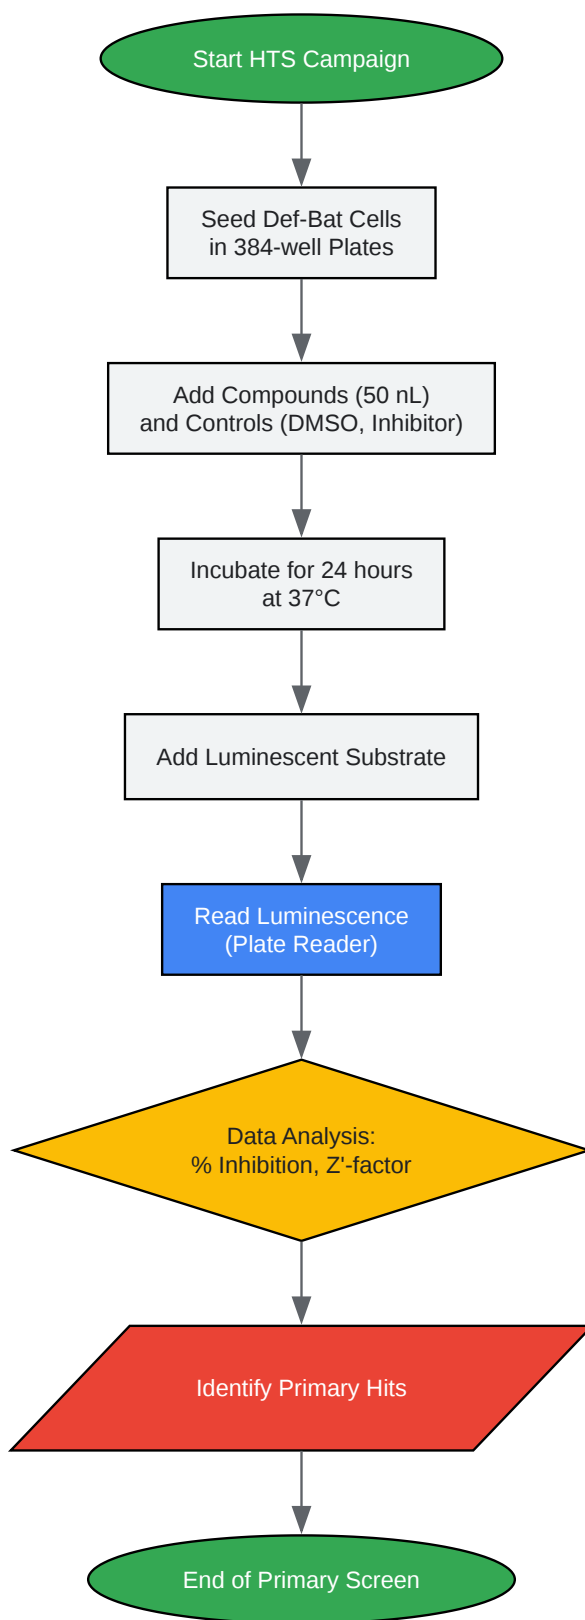 Start HTS Campaign
Seed Def-Bat Cells
in 384-well Plates
Add Compounds (50 nL)
and Controls (DMSO, Inhibitor)
Incubate for 24 hours
at 37°C
Add Luminescent Substrate
Read Luminescence
(Plate Reader)
Data Analysis:
% Inhibition, Z'-factor
Identify Primary Hits
End of Primary Screen